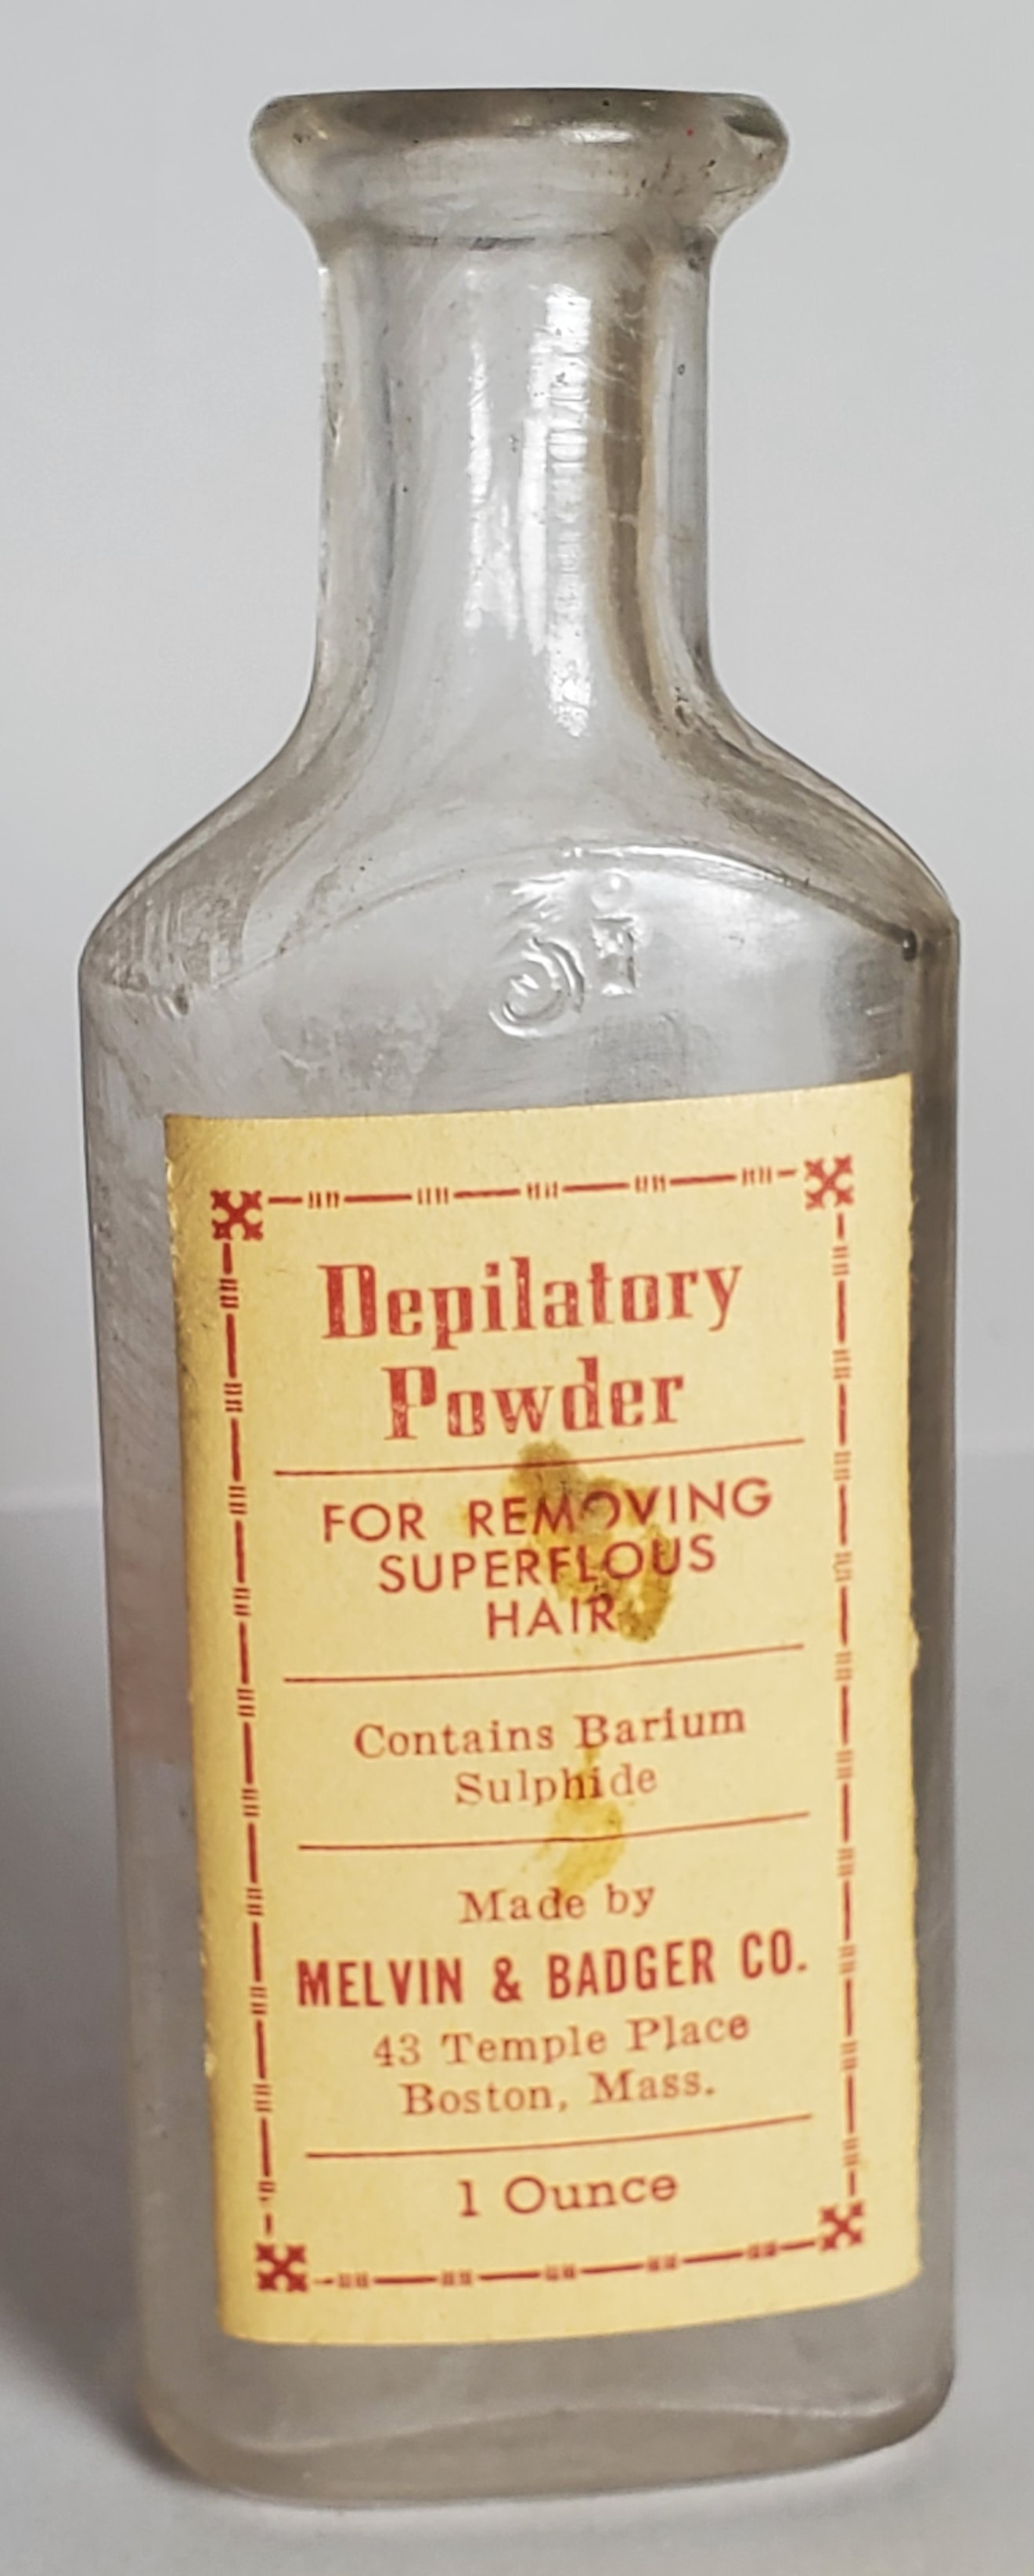 Depilatory
Powder
FOR REMOVING
SUPERFLOUS
HAIR
Contains Barium
Sulphide
Made by
MELVIN & BADGER CO.
43 Temple Place
Boston, Mass.
1 Ounce